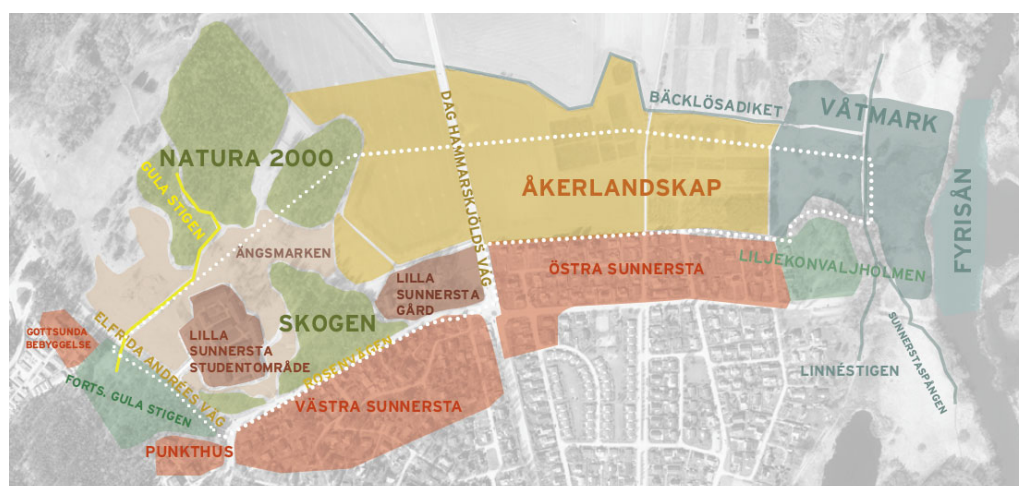 BÄCKLÖSADIKET
VÅTMARK
DAG HAMMARSKJÖLDS VÄG
NATURA 2000
GULA STIGEN
ÅKERLANDSKAP
FYRISÅN
ÄNGSMARKEN
ÖSTRA SUNNERSTA
LILJEKONVALJHOLMEN
LILLA
SUNNERSTA
GÅRD
SKOGEN
ELFRIDA ANDRÉES VÄG
GOTTSUNDA
BEBYGGELSE
LILLA
SUNNERSTA
STUDENTOMRÅDE
SUNNERSTASPÅNGEN
LINNÉSTIGEN
FORTS. GULA STIGEN
VÄSTRA SUNNERSTA
PUNKTHUS